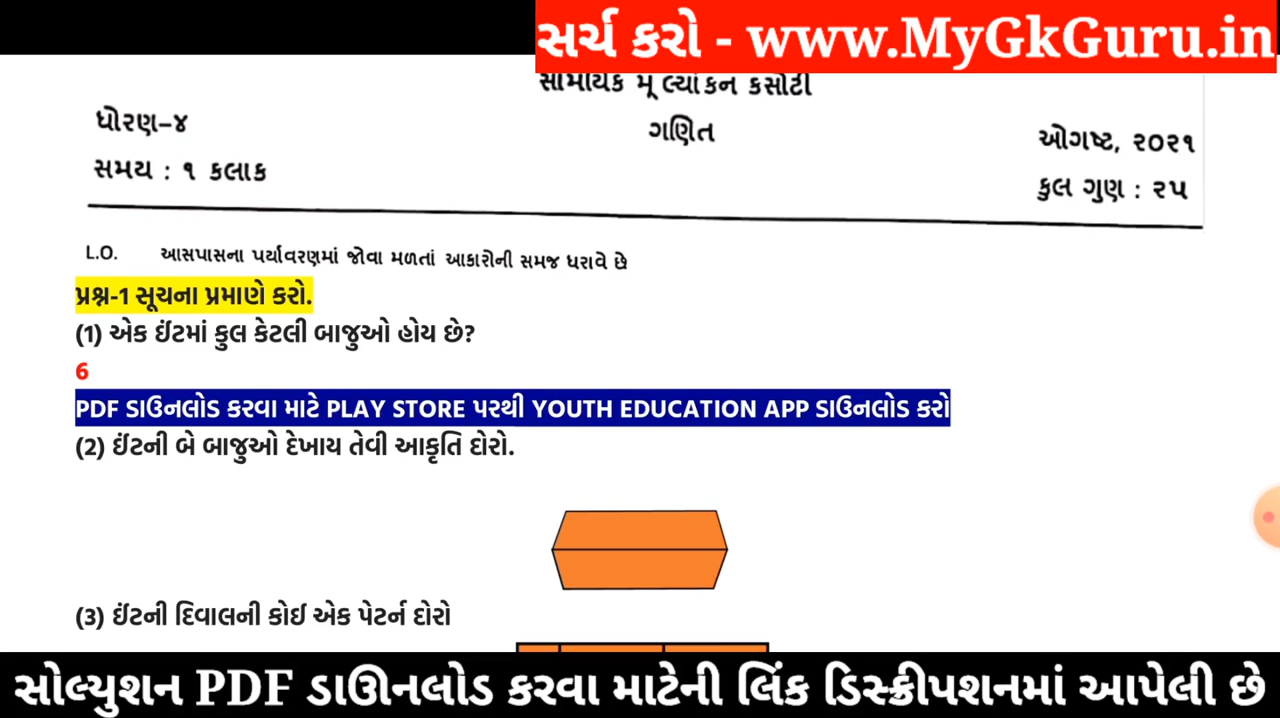 સર્ચ કરો - www.MyGkGuru.in
સામયિક મૂલ્યાંકન કસોટી
ધોરણ-૪
ગણિત
ઓગષ્ટ, ૨૦૨૧
સમય : ૧ કલાક
કુલ ગુણ : ૨૫
L.O. આસપાસના પર્યાવરણમાં જોવા મળતાં આકારોની સમજ ધરાવે છે
પ્રશ્ન-1 સૂચના પ્રમાણે કરો.
(1) એક ઈંટમાં કુલ કેટલી બાજુઓ હોય છે?
6
PDF ડાઉનલોડ કરવા માટે PLAY STORE પરથી YOUTH EDUCATION APP ડાઉનલોડ કરો
(2) ઈંટની બે બાજુઓ દેખાય તેવી આકૃતિ દોરો.
(3) ઈંટની દિવાલની કોઈ એક પેટર્ન દોરો
સોલ્યુશન PDF ડાઊનલોડ કરવા માટેની લિંક ડિસ્ક્રીપશનમાં આપેલી છે